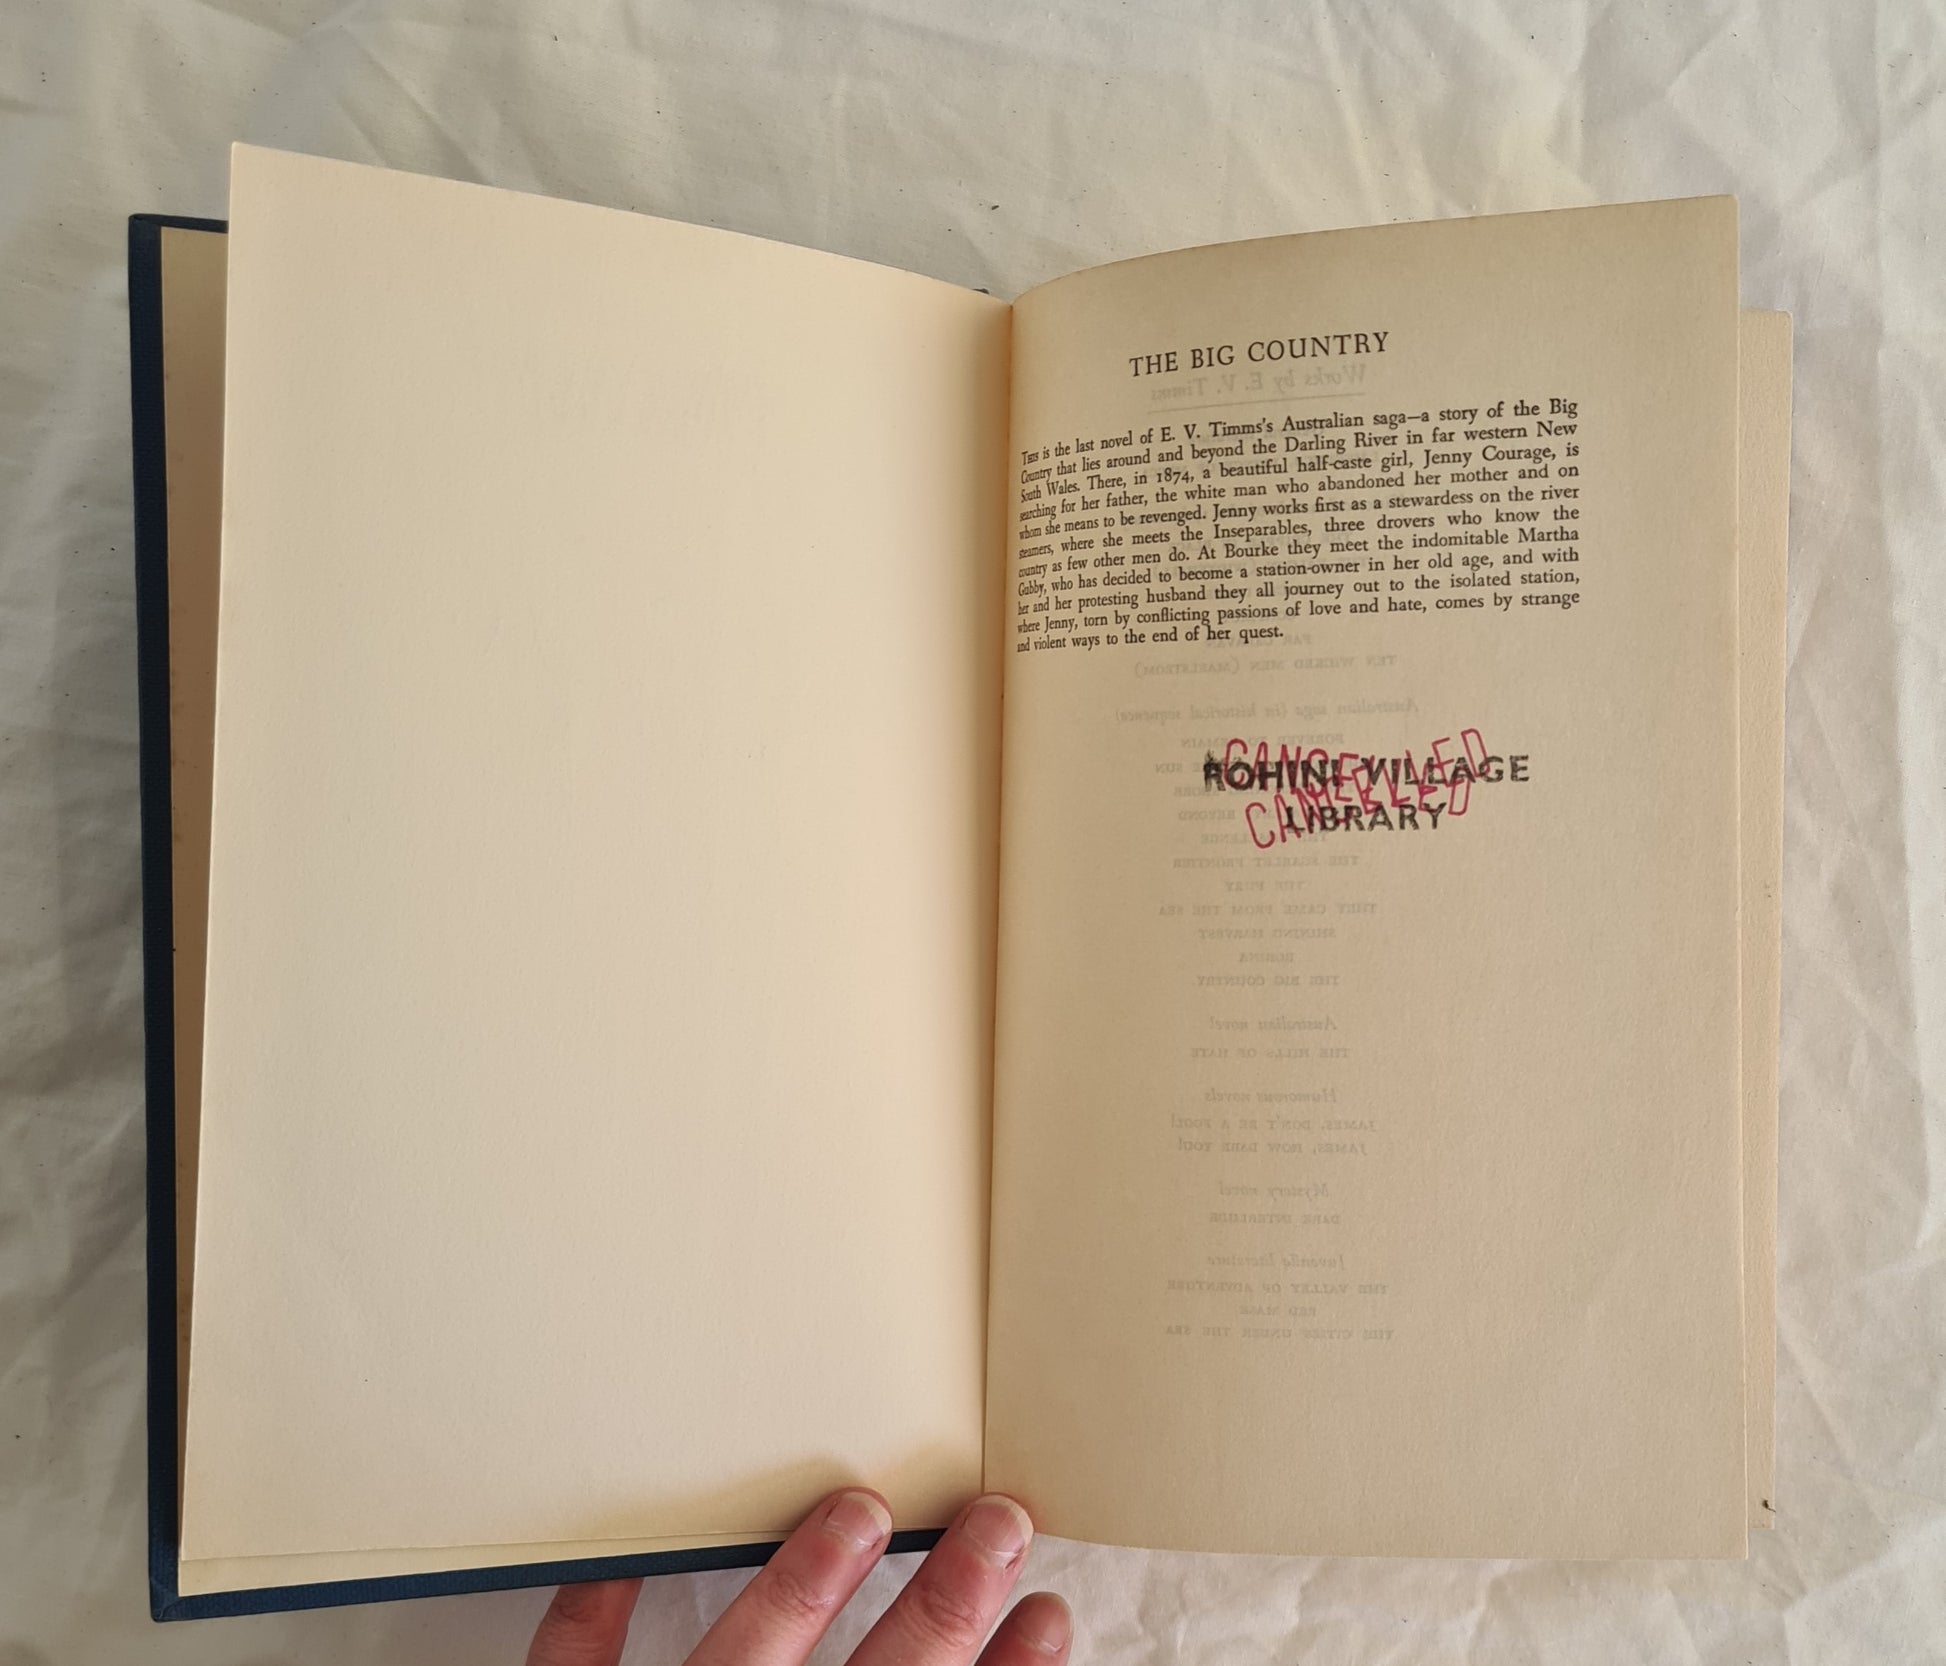 THE BIG COUNTRY
This is the last novel of E. V. Timms's Australian saga—a story of the Big
Country that lies around and beyond the Darling River in far western New
South Wales. There, in 1874, a beautiful half-caste girl, Jenny Courage, is
searching for her father, the white man who abandoned her mother and on
whom she means to be revenged. Jenny works first as a stewardess on the river
steamers, where she meets the Inseparables, three drovers who know the
country as few other men do. At Bourke they meet the indomitable Martha
Gubby, who has decided to become a station-owner in her old age, and with
her and her protesting husband they all journey out to the isolated station,
where Jenny, torn by conflicting passions of love and hate, comes by strange
and violent ways to the end of her quest.
CANCELLED
ROHINI VILLAGE
CANCELLED
LIBRARY